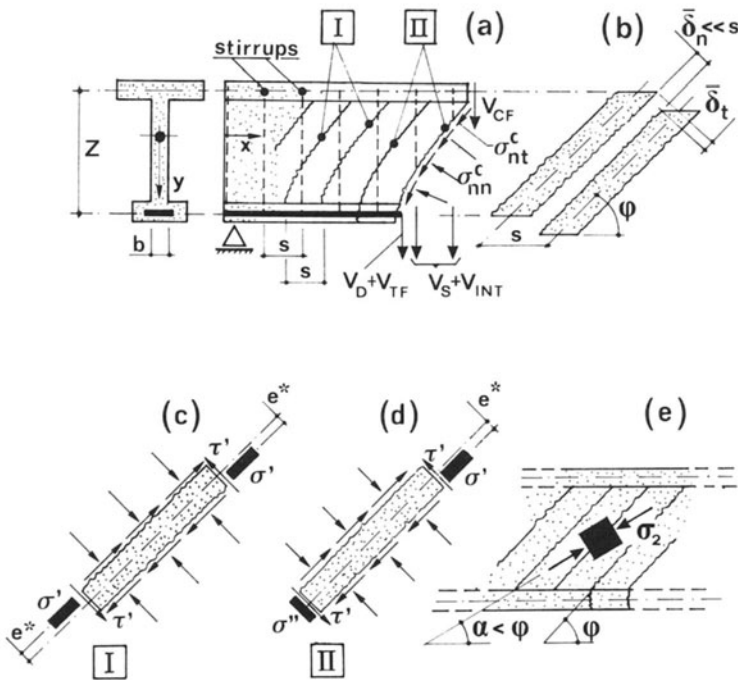 I II (a) (b) δ̄n << s
stirrups
δ̄t
VCF
Z
x
σᶜnt
y
σᶜnn
φ
b
s
s
s
VD+VTF VS+VINT
(c) e* (d) e* (e)
τ' τ'
σ' σ'
σ2
σ' τ' σ" τ'
e*
α < φ φ
I II